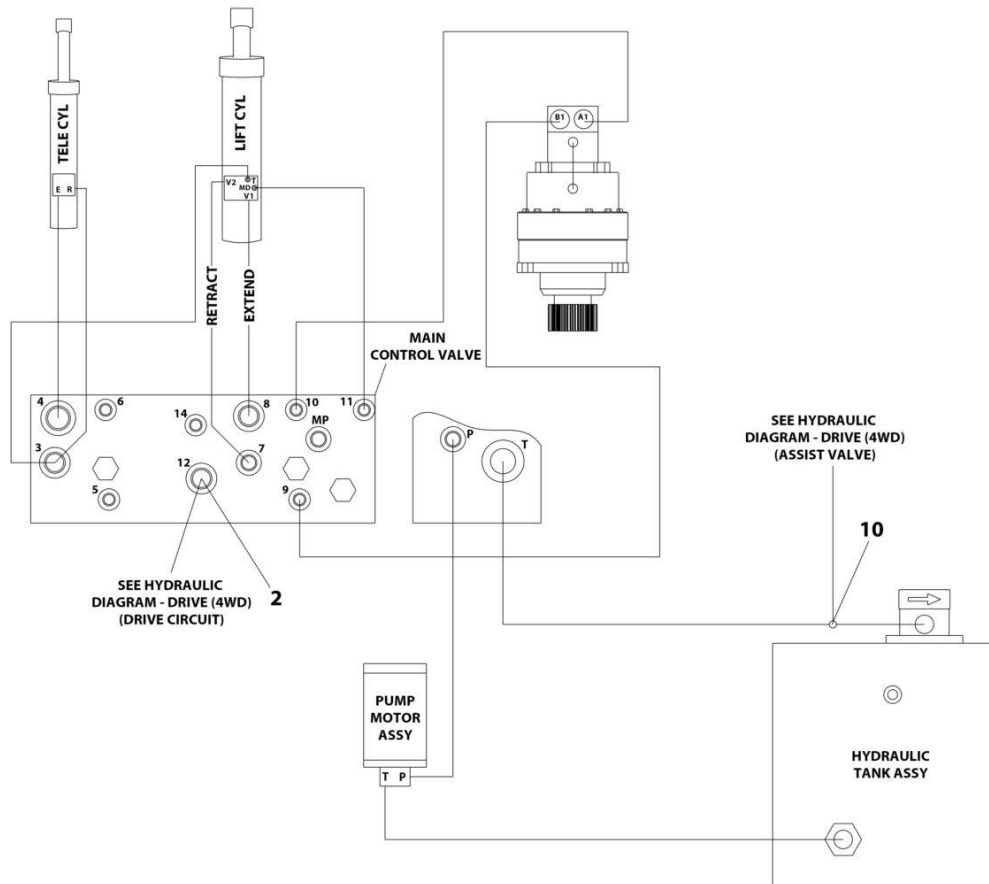 TELE CYL
E R
LIFT CYL
V2
T
MD
V1
B1
A1
RETRACT
EXTEND
MAIN
CONTROL VALVE
4
6
14
8
10
11
MP
3
12
7
5
9
P
T
SEE HYDRAULIC
DIAGRAM - DRIVE (4WD)
(ASSIST VALVE)
10
SEE HYDRAULIC
DIAGRAM - DRIVE (4WD)
(DRIVE CIRCUIT)
2
PUMP
MOTOR
ASSY
T P
HYDRAULIC
TANK ASSY